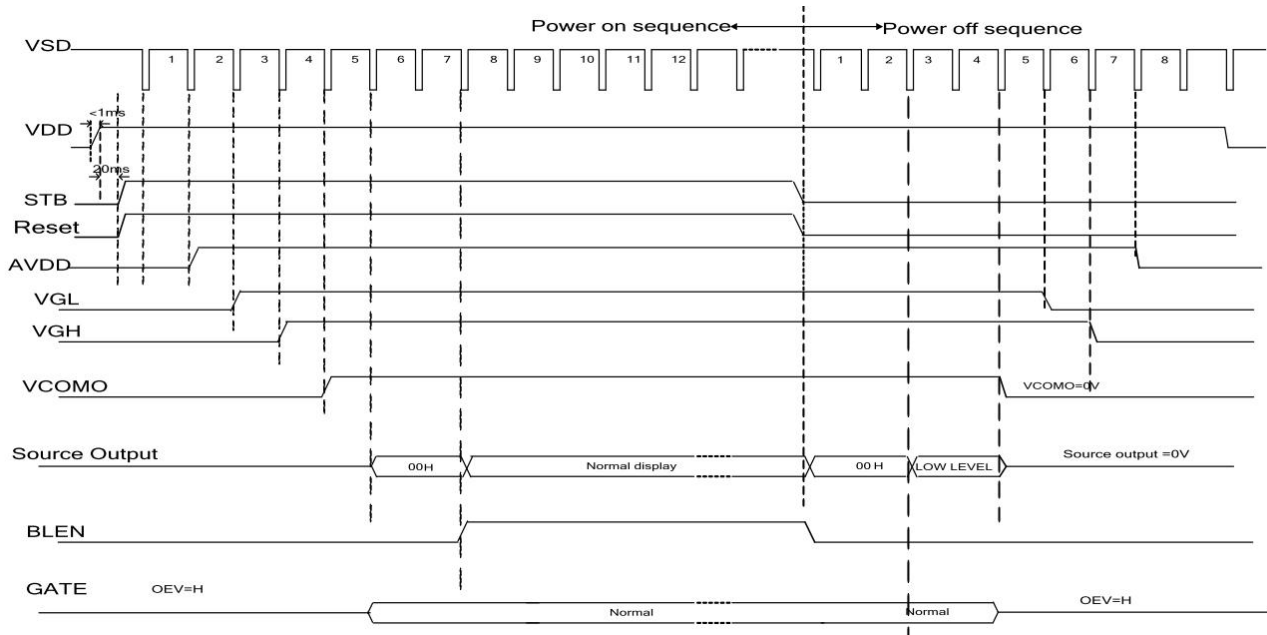 Power on sequence
Power off sequence
VSD
1 2 3 4 5 6 7 8 9 10 11 12 1 2 3 4 5 6 7 8
<1ms
VDD
20ms
STB
Reset
AVDD
VGL
VGH
VCOMO
VCOMO=0V
Source Output
00H
Normal display
00 H
LOW LEVEL
Source output =0V
BLEN
GATE
OEV=H
Normal
Normal
OEV=H